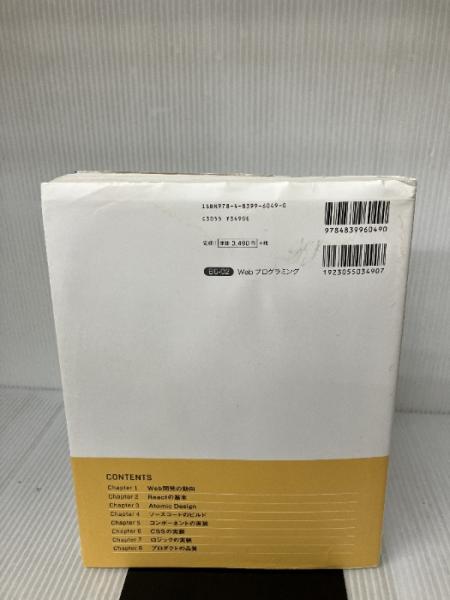 ISBN978-4-8399-6049-0
C3055 ¥3490E
9784839960490
定価 本体 3,490 円 +税
BG-02 Web プログラミング
1923055034907
CONTENTS
Chapter 1 Web開発の動向
Chapter 2 Reactの基本
Chapter 3 Atomic Design
Chapter 4 ソースコードのビルド
Chapter 5 コンポーネントの実装
Chapter 6 CSSの実装
Chapter 7 ロジックの実装
Chapter 8 プロダクトの品質